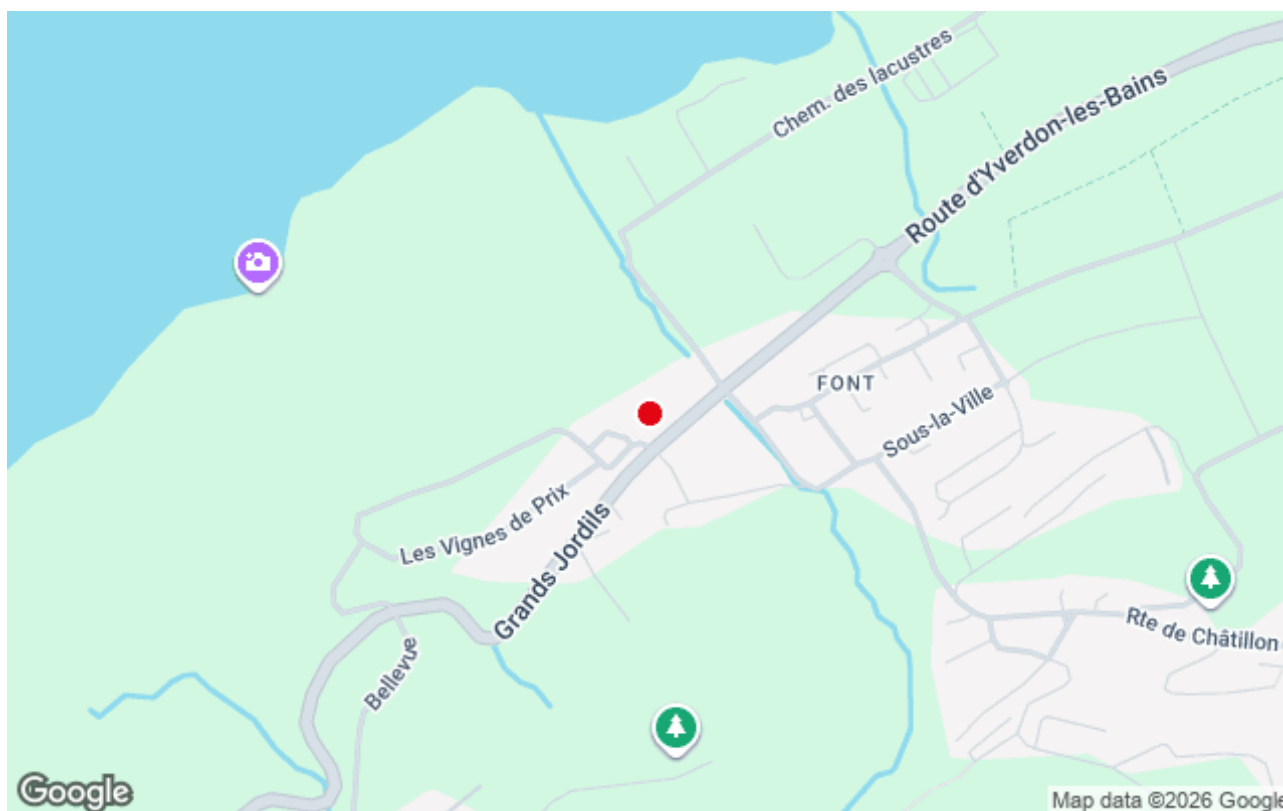 Chem. des lacustres
Route d'Yverdon-les-Bains
FONT
Sous-la-Ville
Les Vignes de Prix
Grands Jordils
Rte de Châtillon
Bellevue
Google
Map data ©2026 Google